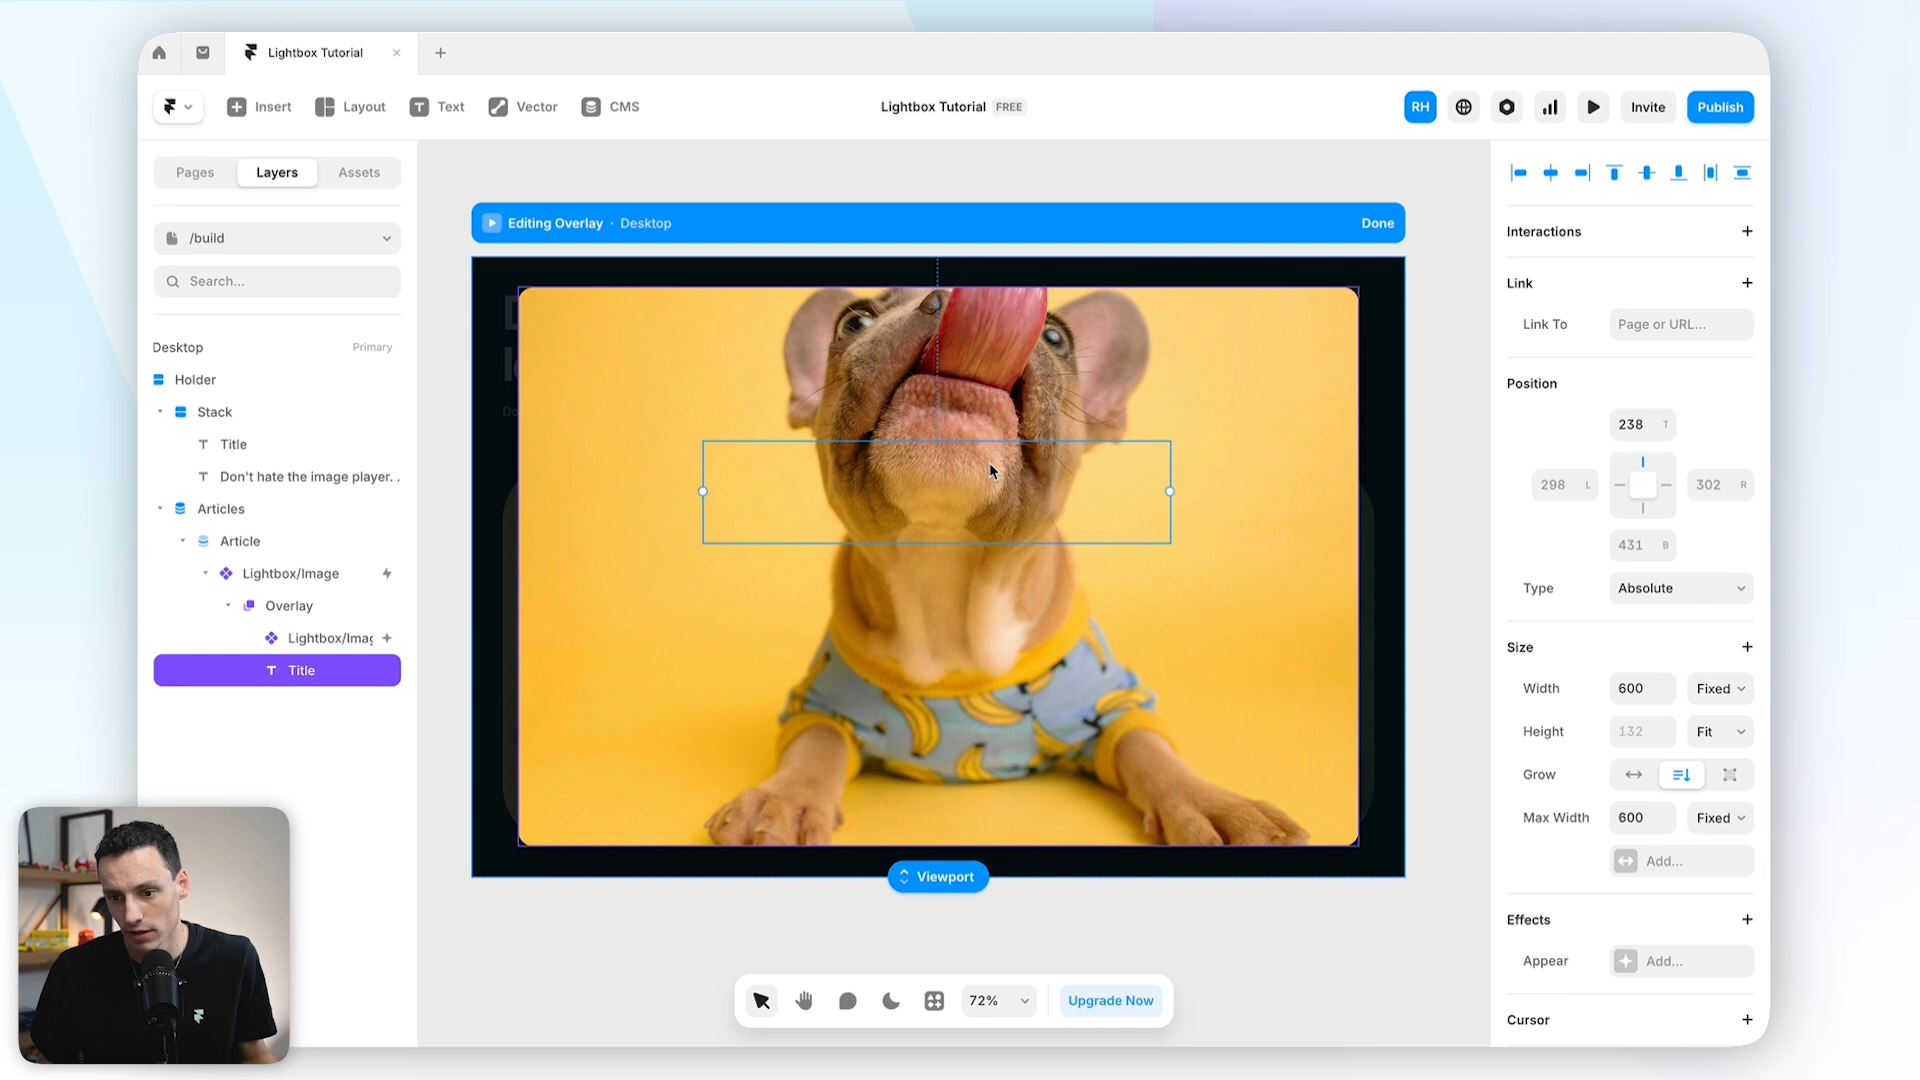 Lightbox Tutorial
Insert
Layout
Text
Vector
CMS
Lightbox Tutorial FREE
RH
Invite
Publish
Pages
Layers
Assets
/build
Search...
Desktop
Primary
Holder
Stack
Title
Don't hate the image player. .
Articles
Article
Lightbox/Image
Overlay
Lightbox/Imag
Title
Editing Overlay · Desktop
Done
Viewport
72%
Upgrade Now
Interactions
Link
Link To
Page or URL...
Position
238 T
298 L
302 R
431 B
Type
Absolute
Size
Width
600
Fixed
Height
132
Fit
Grow
Max Width
600
Fixed
Add...
Effects
Appear
Add...
Cursor